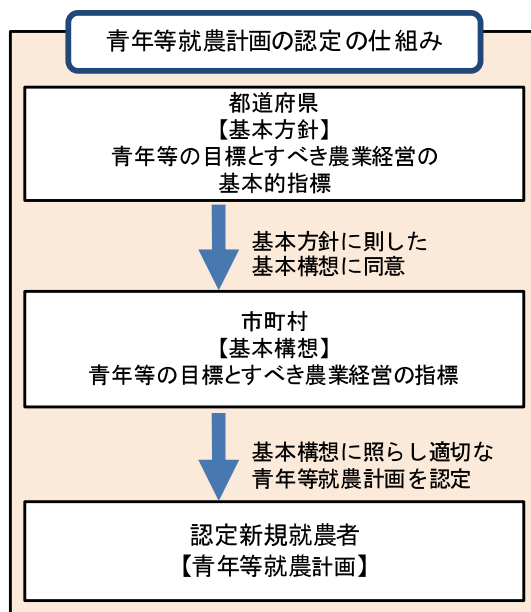 青年等就農計画の認定の仕組み
都道府県
【基本方針】
青年等の目標とすべき農業経営の
基本的指標
基本方針に則した
基本構想に同意
市町村
【基本構想】
青年等の目標とすべき農業経営の指標
基本構想に照らし適切な
青年等就農計画を認定
認定新規就農者
【青年等就農計画】